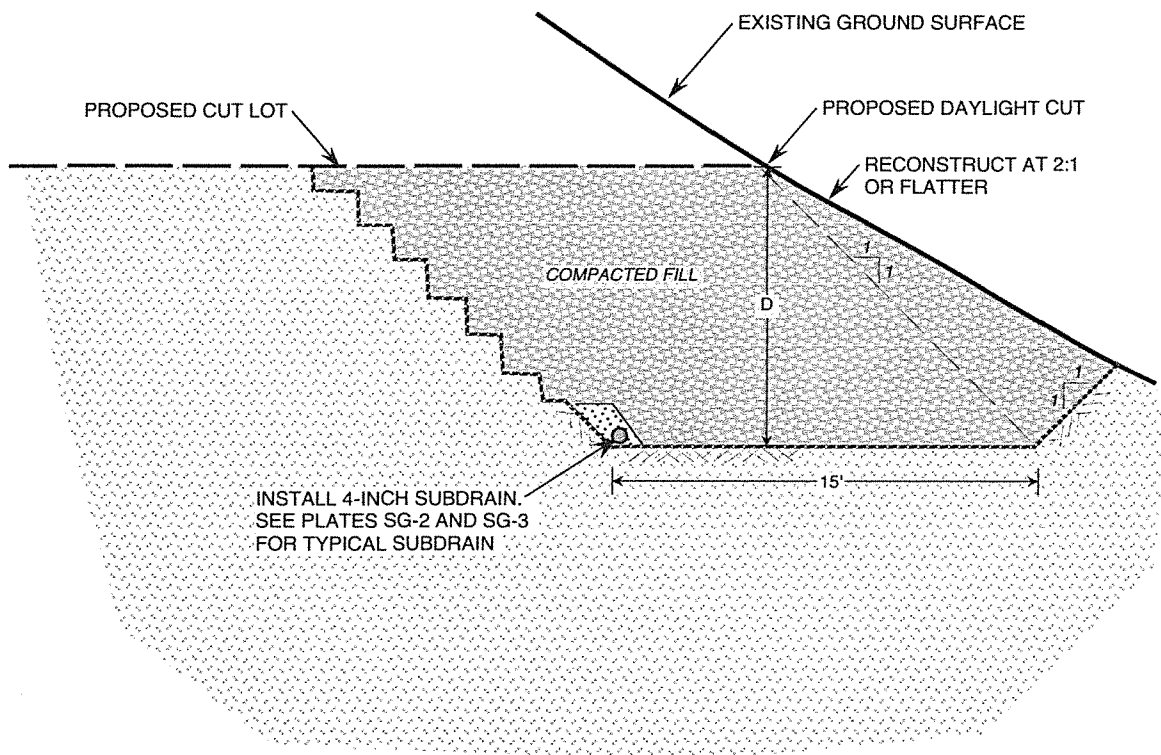 EXISTING GROUND SURFACE
PROPOSED CUT LOT
PROPOSED DAYLIGHT CUT
RECONSTRUCT AT 2:1
OR FLATTER
1
1
COMPACTED FILL
D
1
1
15'
INSTALL 4-INCH SUBDRAIN.
SEE PLATES SG-2 AND SG-3
FOR TYPICAL SUBDRAIN